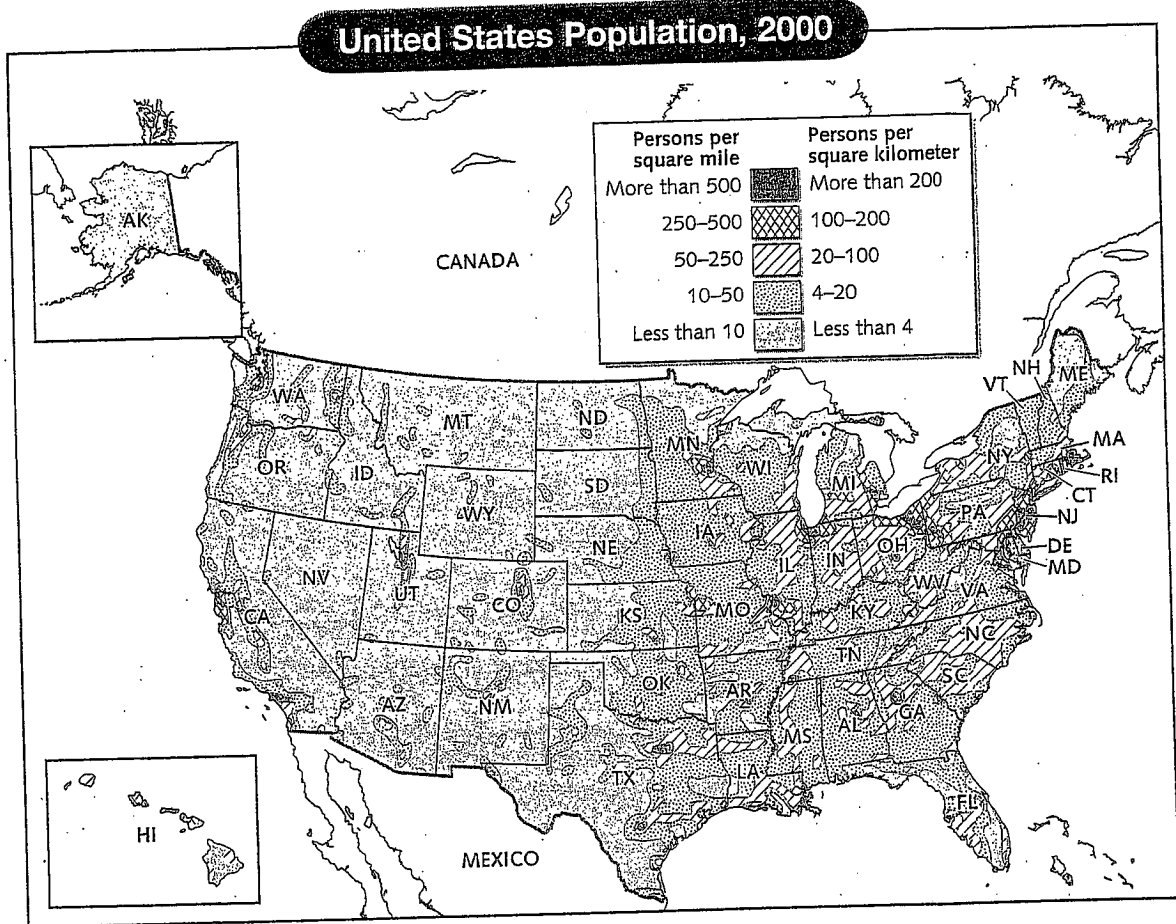 United States Population, 2000
Persons per square mile
Persons per square kilometer
More than 500
More than 200
250–500
100–200
50–250
20–100
10–50
4–20
Less than 10
Less than 4
AK
CANADA
NH
VT
ME
WA
MT
ND
MN
MA
OR
ID
SD
WI
MI
NY
RI
CT
WY
IA
PA
NJ
NE
OH
DE
NV
UT
CO
IL
IN
MD
CA
KS
MO
WV
VA
KY
NC
TN
AZ
NM
OK
AR
SC
MS
AL
GA
TX
LA
FL
HI
MEXICO